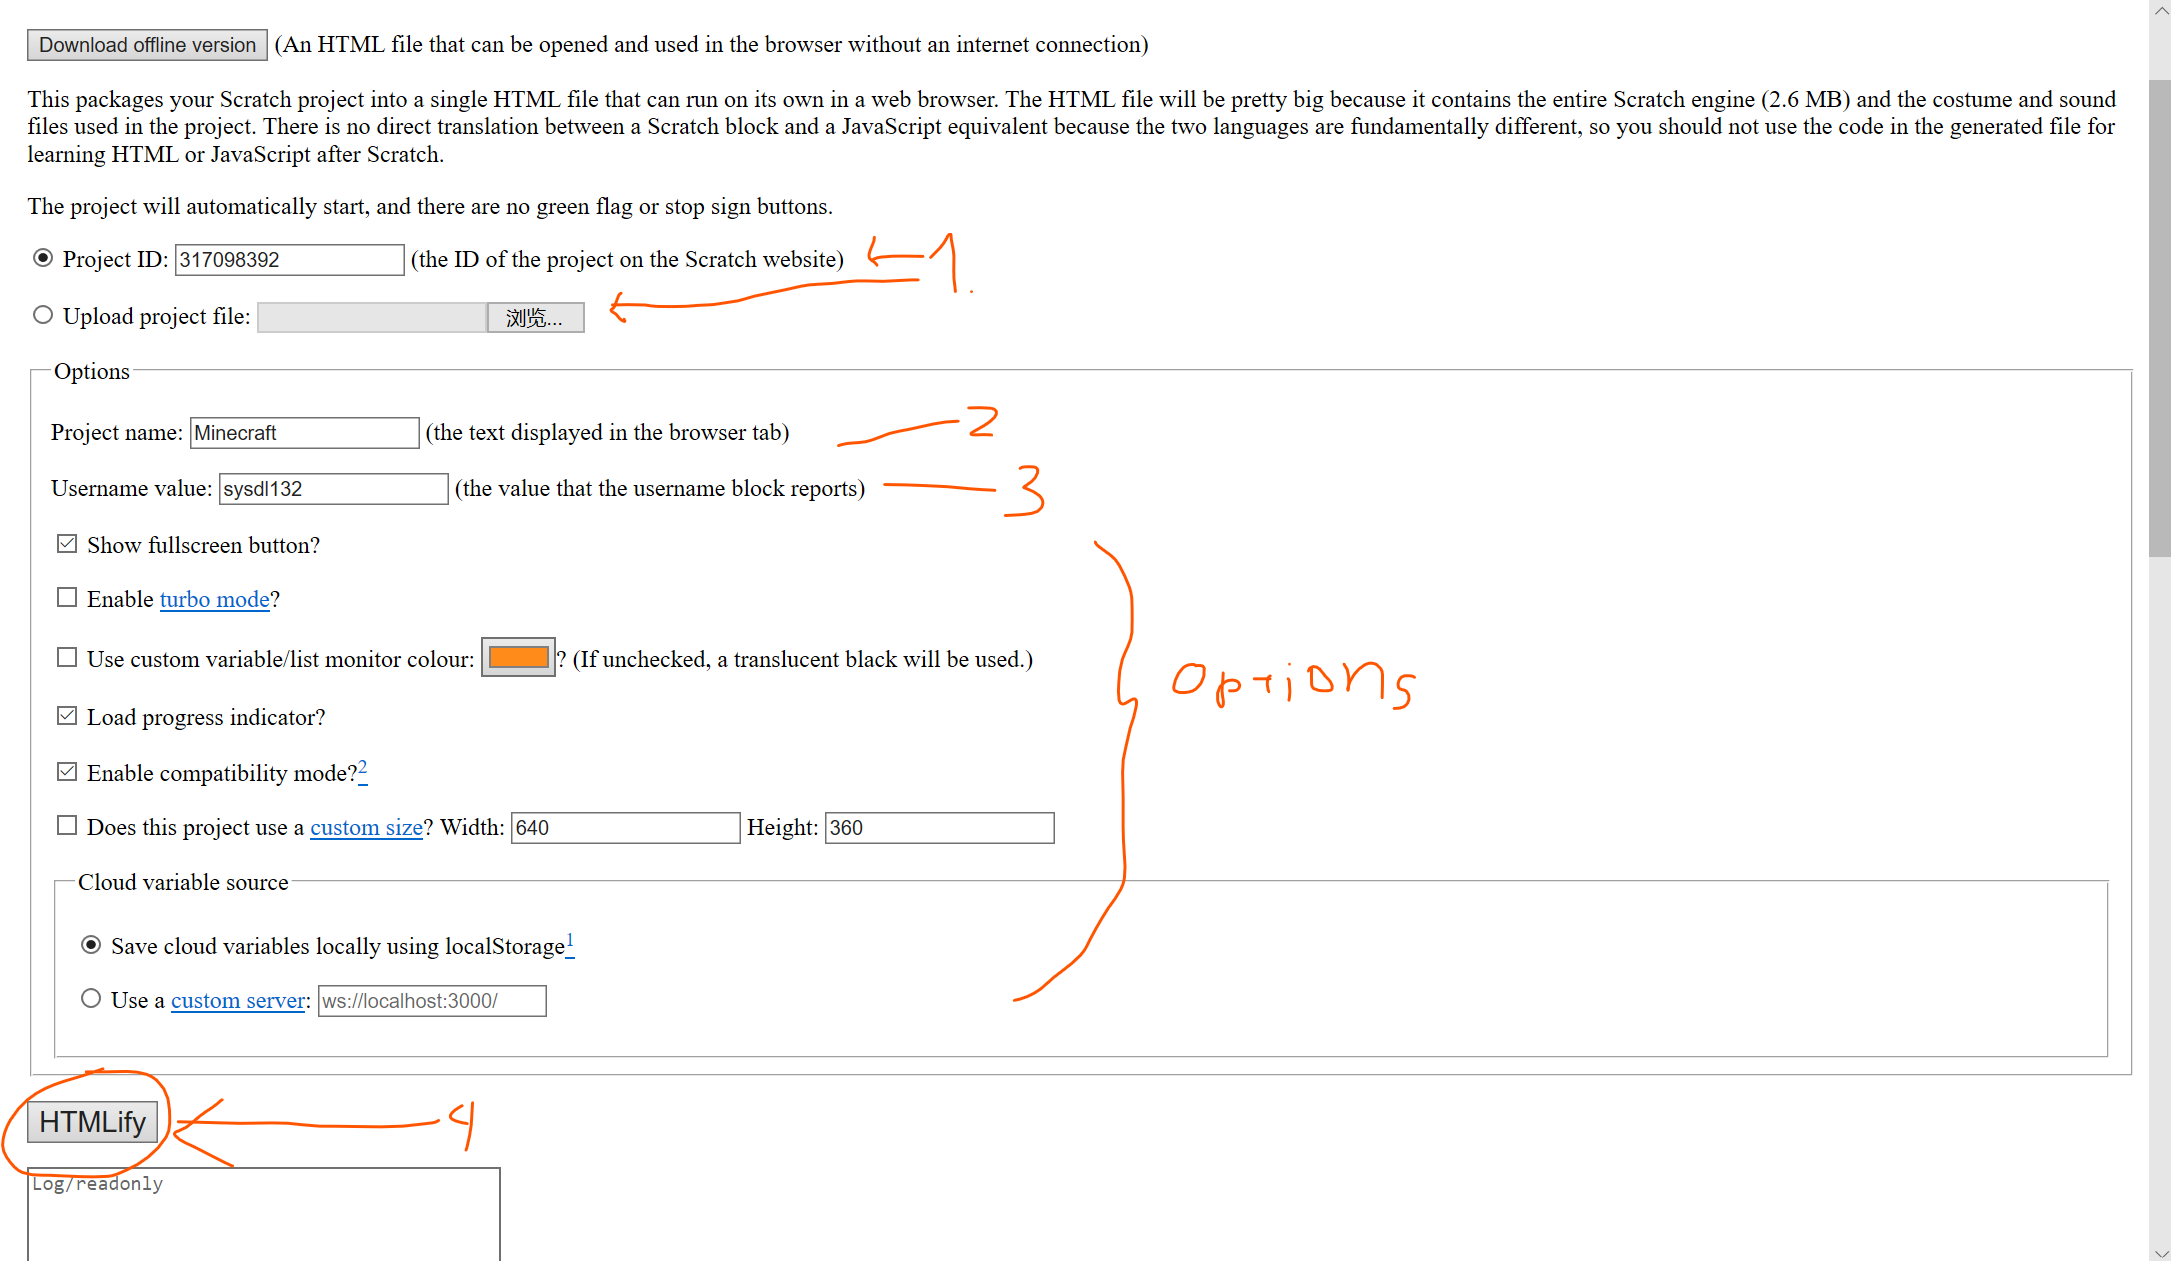 Download offline version (An HTML file that can be opened and used in the browser without an internet connection)
This packages your Scratch project into a single HTML file that can run on its own in a web browser. The HTML file will be pretty big because it contains the entire Scratch engine (2.6 MB) and the costume and sound
files used in the project. There is no direct translation between a Scratch block and a JavaScript equivalent because the two languages are fundamentally different, so you should not use the code in the generated file for
learning HTML or JavaScript after Scratch.
The project will automatically start, and there are no green flag or stop sign buttons.
Project ID: 317098392 (the ID of the project on the Scratch website) 1.
Upload project file: 浏览...
Options
Project name: Minecraft (the text displayed in the browser tab) 2
Username value: sysdl132 (the value that the username block reports) 3
Show fullscreen button?
Enable turbo mode?
Use custom variable/list monitor colour: ? (If unchecked, a translucent black will be used.)
Options
Load progress indicator?
Enable compatibility mode?2
Does this project use a custom size? Width: 640 Height: 360
Cloud variable source
Save cloud variables locally using localStorage1
Use a custom server: ws://localhost:3000/
HTMLify 4
Log/readonly